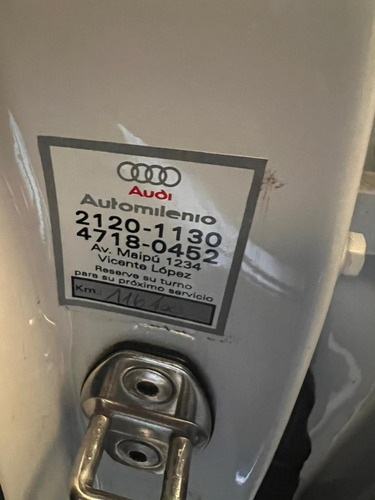 Audi
Automilenio
2120-1130
4718-0452
Av. Maipú 1234
Vicente López
Reserve su turno
para su próximo servicio
Km.